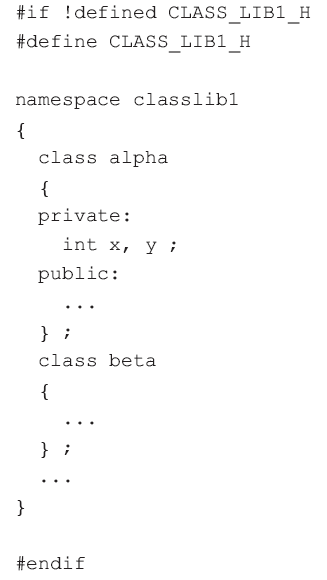 #if !defined CLASS_LIB1_H
#define CLASS_LIB1_H

namespace classlib1
{
  class alpha
  {
  private:
    int x, y ;
  public:
    ...
  } ;
  class beta
  {
    ...
  } ;
  ...
}

#endif